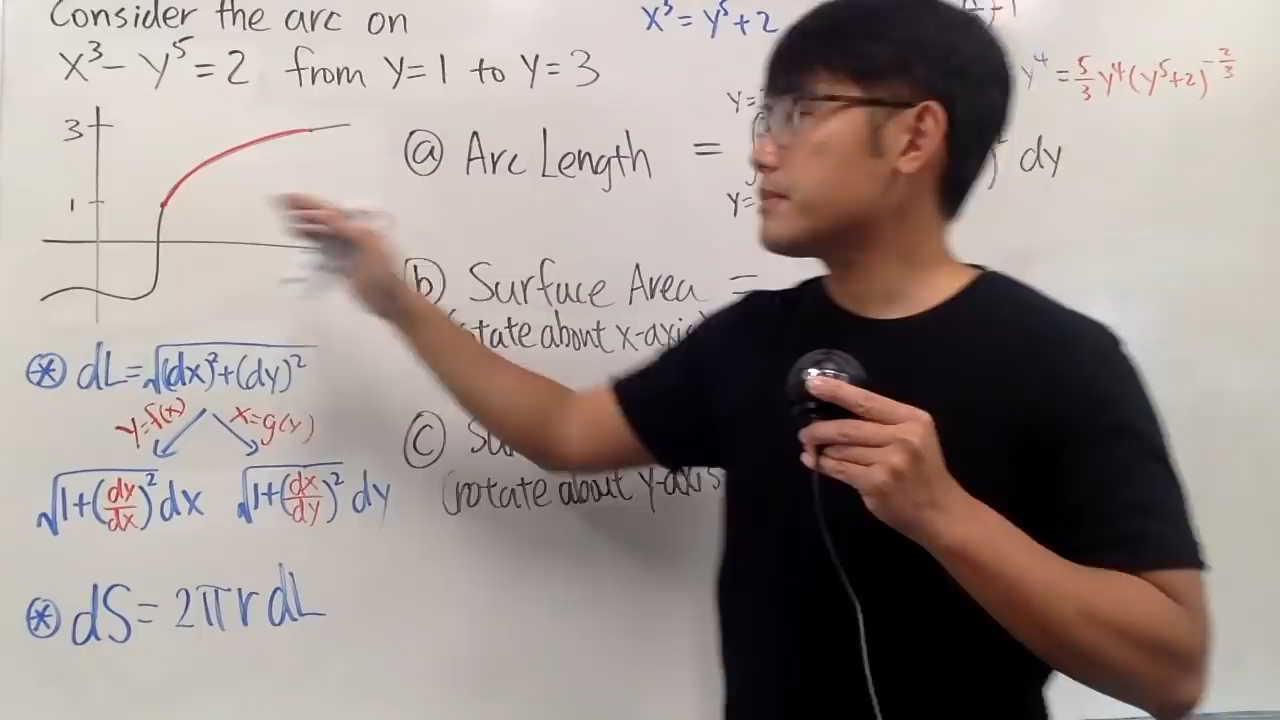 Consider the arc on
x³ - y⁵ = 2 from y=1 to y=3
x³ = y⁵+2
y⁴ = 5/3 y⁴ (y⁵+2)^(-2/3)
3
1
ⓐ Arc Length =
y=
y=
² dy
ⓑ Surface Area =
(rotate about x-axis)
ⓒ
(rotate about y-axis
⊛ dL = √((dx)²+(dy)²)
y=f(x) x=g(y)
√(1+(dy/dx)²) dx √(1+(dx/dy)²) dy
⊛ dS = 2πr dL